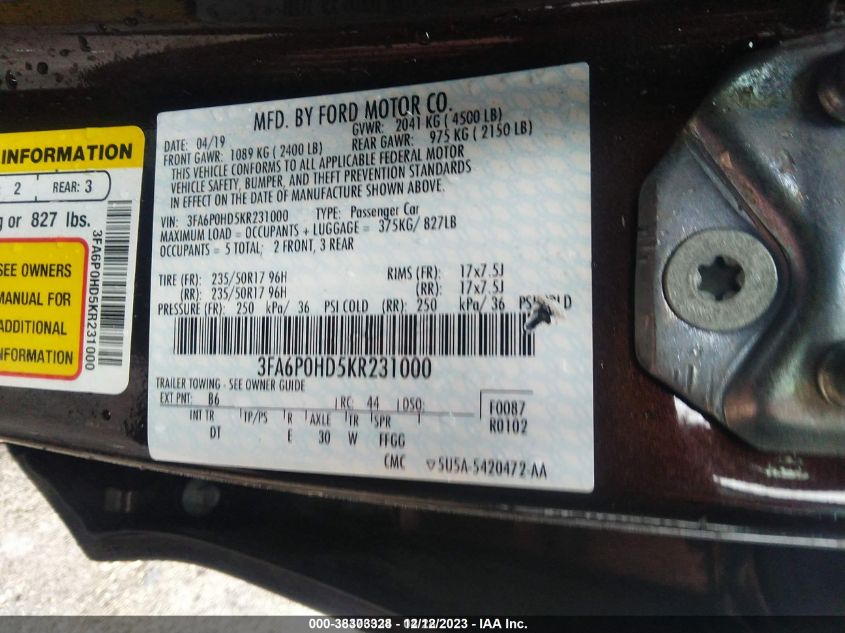 INFORMATION
2 REAR: 3
g or 827 lbs.
SEE OWNERS
MANUAL FOR
ADDITIONAL
INFORMATION
3FA6P0HD5KR231000
MFD. BY FORD MOTOR CO.
DATE: 04/19 GVWR: 2041 KG ( 4500 LB)
FRONT GAWR: 1089 KG ( 2400 LB) REAR GAWR: 975 KG ( 2150 LB)
THIS VEHICLE CONFORMS TO ALL APPLICABLE FEDERAL MOTOR
VEHICLE SAFETY, BUMPER, AND THEFT PREVENTION STANDARDS
IN EFFECT ON THE DATE OF MANUFACTURE SHOWN ABOVE.
VIN: 3FA6P0HD5KR231000 TYPE: Passenger Car
MAXIMUM LOAD = OCCUPANTS + LUGGAGE = 375KG/ 827LB
OCCUPANTS = 5 TOTAL; 2 FRONT, 3 REAR
TIRE (FR): 235/50R17 96H RIMS (FR): 17x7.5J
(RR): 235/50R17 96H (RR): 17x7.5J
PRESSURE (FR): 250 kPa/ 36 PSI COLD (RR): 250 kPa/ 36 PSI COLD
3FA6P0HD5KR231000
TRAILER TOWING - SEE OWNER GUIDE
EXT PNT: B6 RC: 44 DSO: F0087
INT TR TP/PS R AXLE TR SPR R0102
DT E 30 W FFGG
CMC 5U5A-5420472-AA
000-38303328 - 12/12/2023 - IAA Inc.